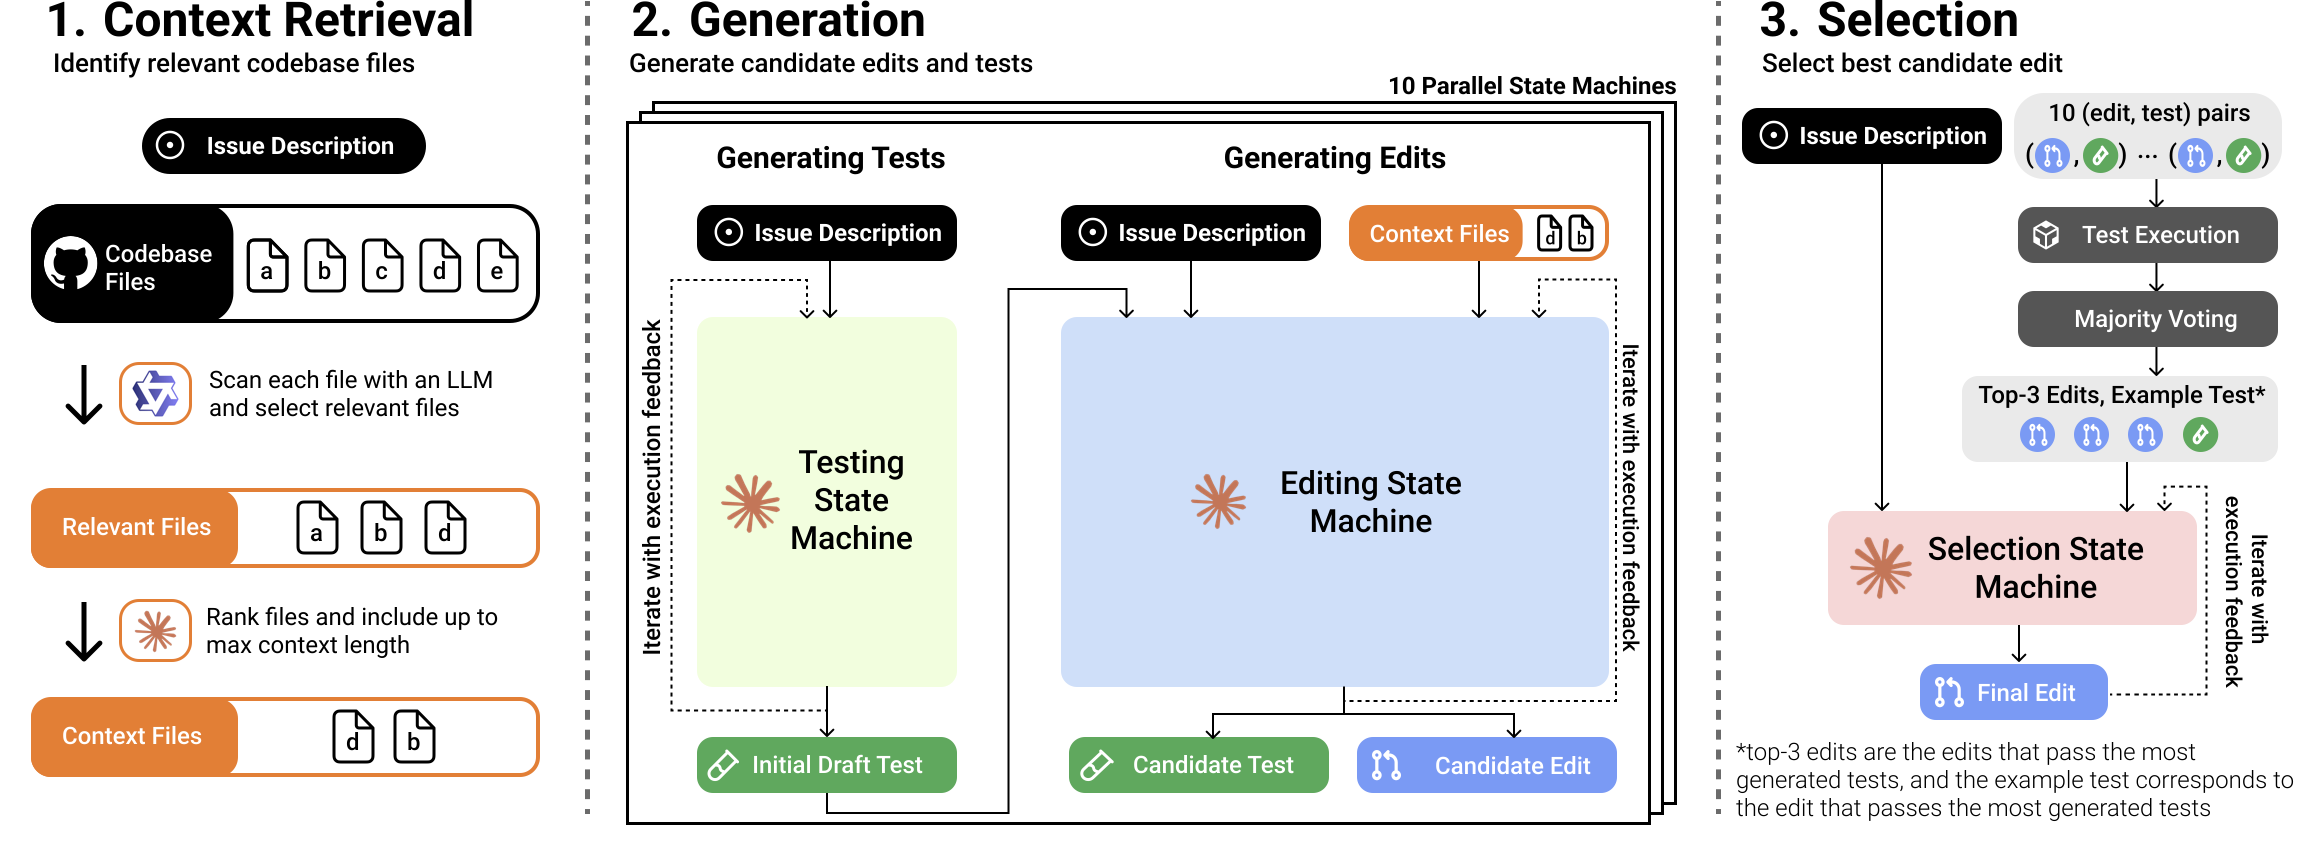 1. Context Retrieval
Identify relevant codebase files
Issue Description
Codebase
Files
a b c d e
Scan each file with an LLM
and select relevant files
Relevant Files
a b d
Rank files and include up to
max context length
Context Files
d b
2. Generation
Generate candidate edits and tests
10 Parallel State Machines
Generating Tests
Issue Description
Iterate with execution feedback
Testing
State
Machine
Initial Draft Test
Generating Edits
Issue Description
Context Files
d b
Iterate with execution feedback
Editing State
Machine
Candidate Test
Candidate Edit
3. Selection
Select best candidate edit
Issue Description
10 (edit, test) pairs
( , ) ... ( , )
Test Execution
Majority Voting
Top-3 Edits, Example Test*
Selection State
Machine
Iterate with
execution feedback
Final Edit
*top-3 edits are the edits that pass the most
generated tests, and the example test corresponds to
the edit that passes the most generated tests